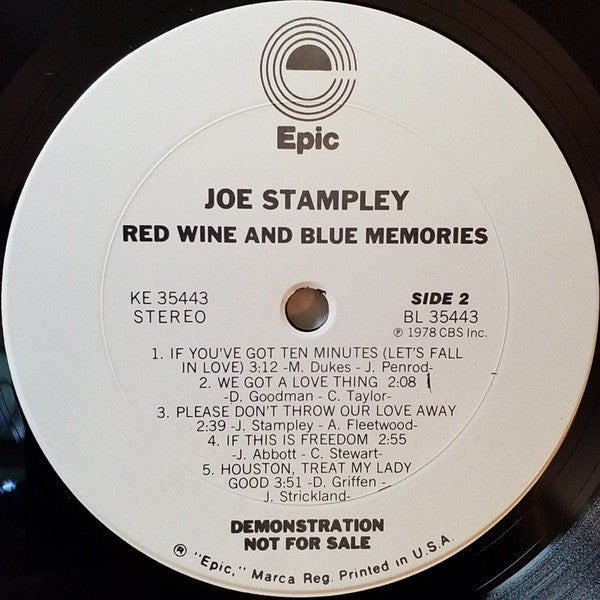 Epic
JOE STAMPLEY
RED WINE AND BLUE MEMORIES
KE 35443
STEREO
SIDE 2
BL 35443
℗ 1978 CBS Inc.
1. IF YOU'VE GOT TEN MINUTES (LET'S FALL
IN LOVE) 3:12 -M. Dukes - J. Penrod-
2. WE GOT A LOVE THING 2:08
-D. Goodman - C. Taylor-
3. PLEASE DON'T THROW OUR LOVE AWAY
2:39 -J. Stampley - A. Fleetwood-
4. IF THIS IS FREEDOM 2:55
-J. Abbott - C. Stewart-
5. HOUSTON, TREAT MY LADY
GOOD 3:51 -D. Griffen -
J. Strickland-
DEMONSTRATION
NOT FOR SALE
® "Epic," Marca Reg. Printed in U.S.A.